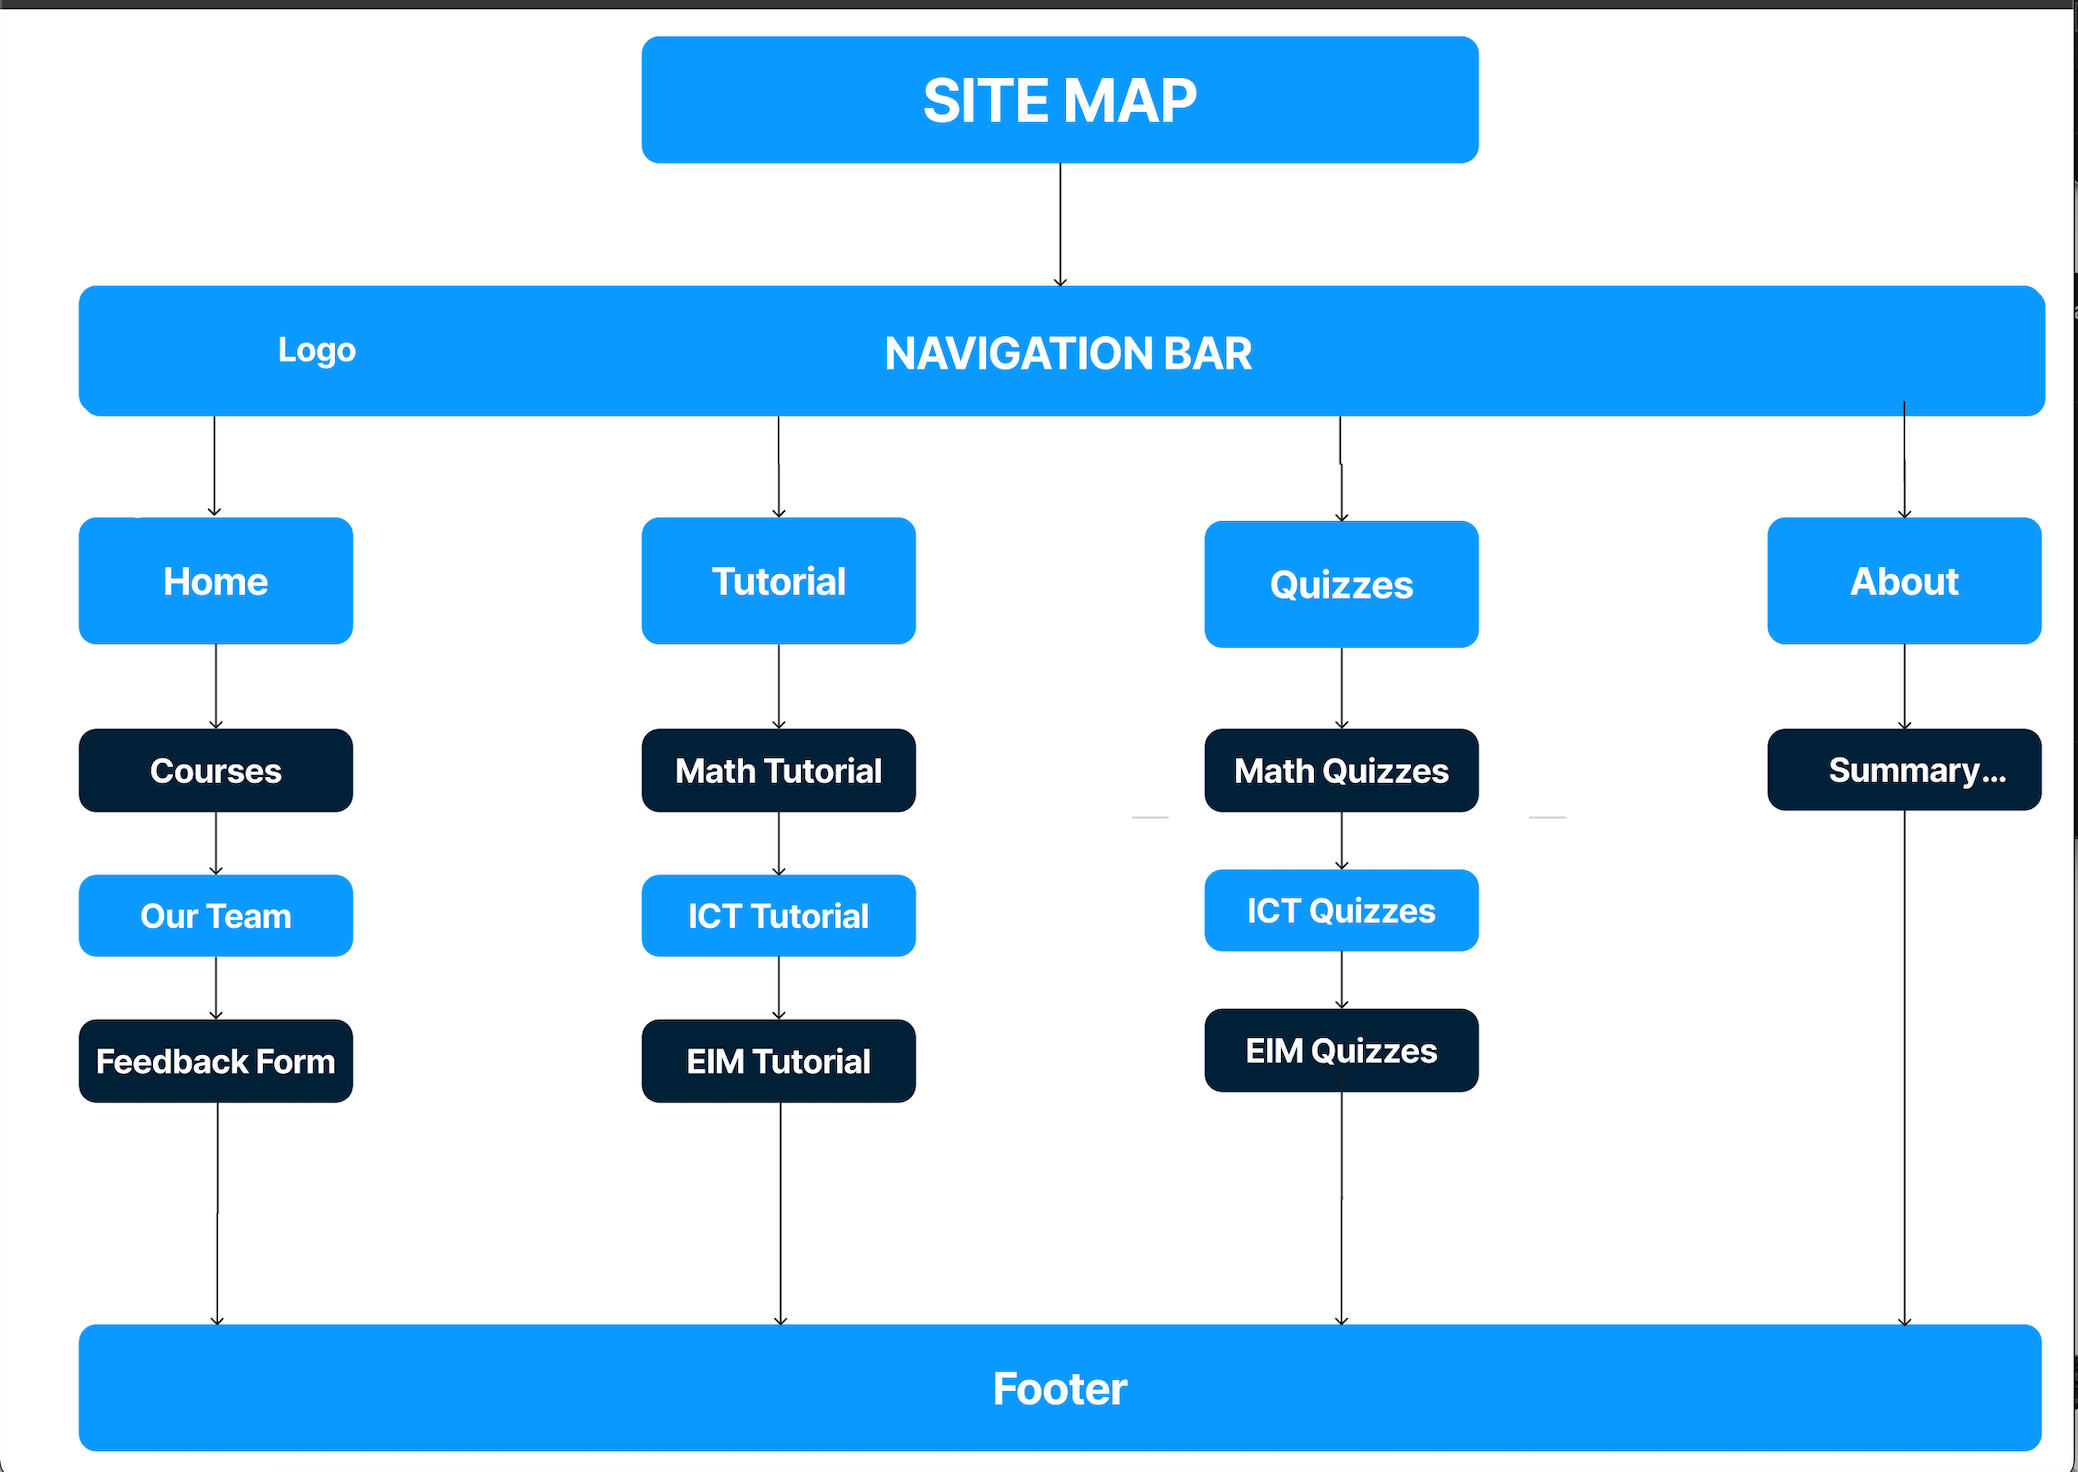 SITE MAP
Logo
NAVIGATION BAR
Home
Tutorial
Quizzes
About
Courses
Math Tutorial
Math Quizzes
Summary...
Our Team
ICT Tutorial
ICT Quizzes
Feedback Form
EIM Tutorial
EIM Quizzes
Footer